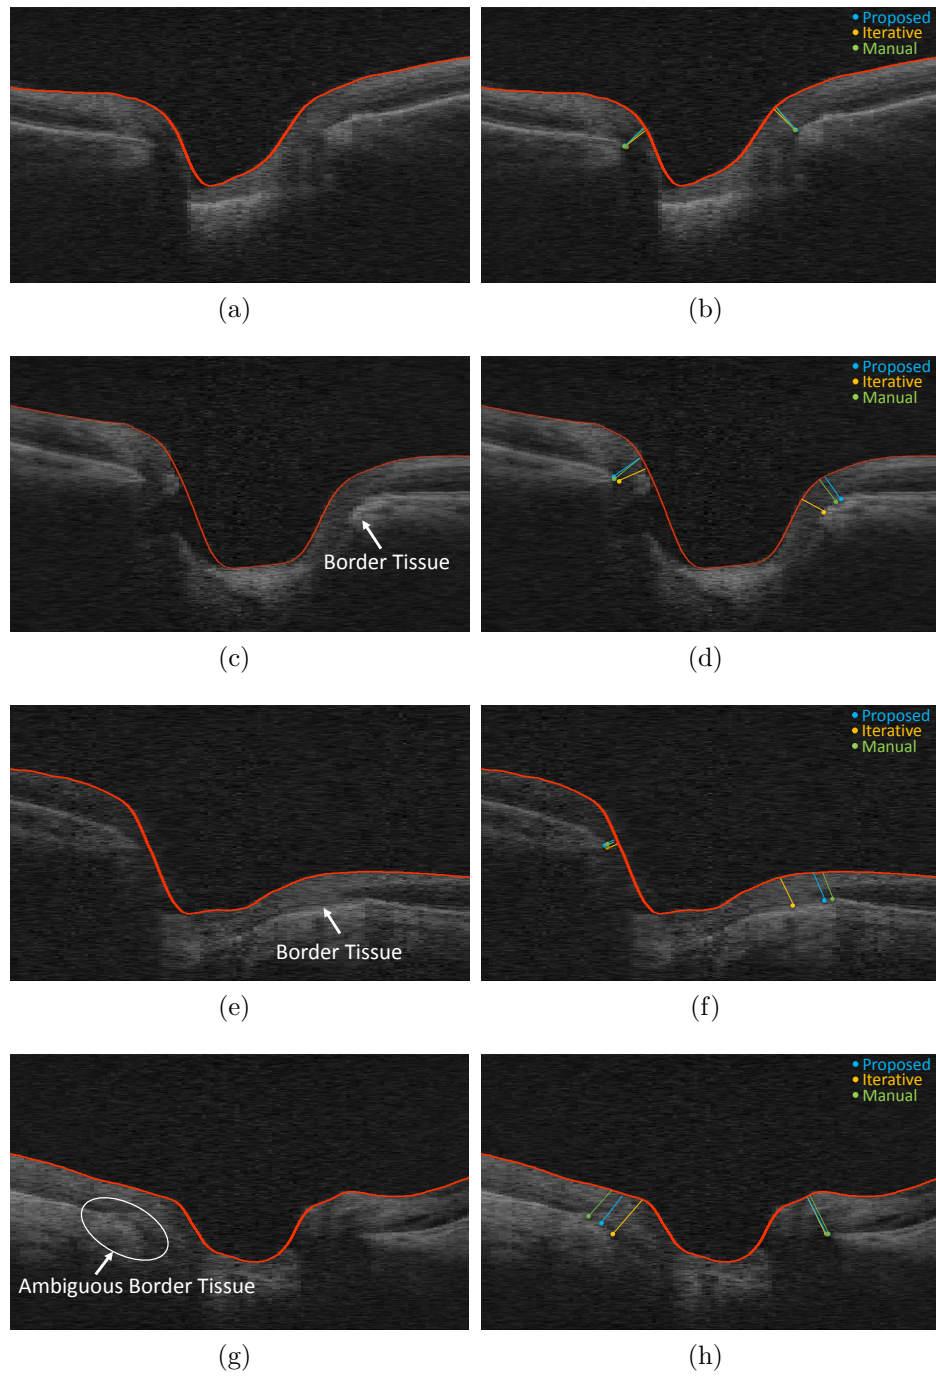 Proposed
Iterative
Manual
(a)
(b)
Proposed
Iterative
Manual
Border Tissue
(c)
(d)
Proposed
Iterative
Manual
Border Tissue
(e)
(f)
Proposed
Iterative
Manual
Ambiguous Border Tissue
(g)
(h)